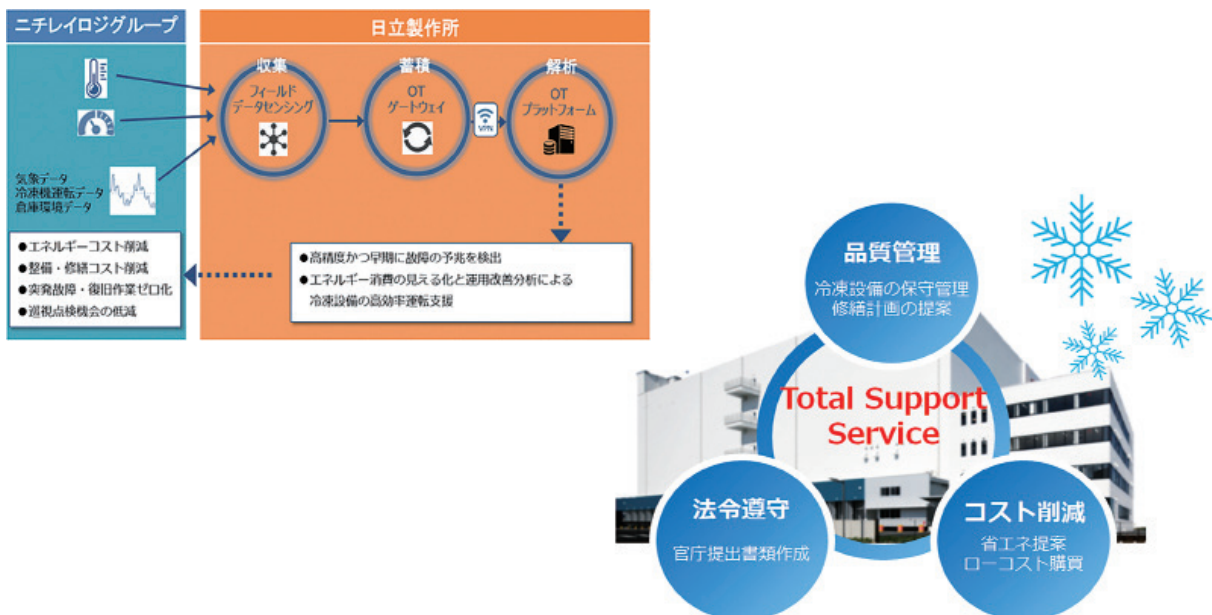 ニチレイロジグループ
日立製作所
収集
フィールド
データセンシング
蓄積
OT
ゲートウェイ
VPN
解析
OT
プラットフォーム
気象データ
冷凍機運転データ
倉庫環境データ
●エネルギーコスト削減
●整備・修繕コスト削減
●突発故障・復旧作業ゼロ化
●巡視点検機会の低減
●高精度かつ早期に故障の予兆を検出
●エネルギー消費の見える化と運用改善分析による
冷凍設備の高効率運転支援
品質管理
冷凍設備の保守管理
修繕計画の提案
Total Support
Service
法令遵守
官庁提出書類作成
コスト削減
省エネ提案
ローコスト購買